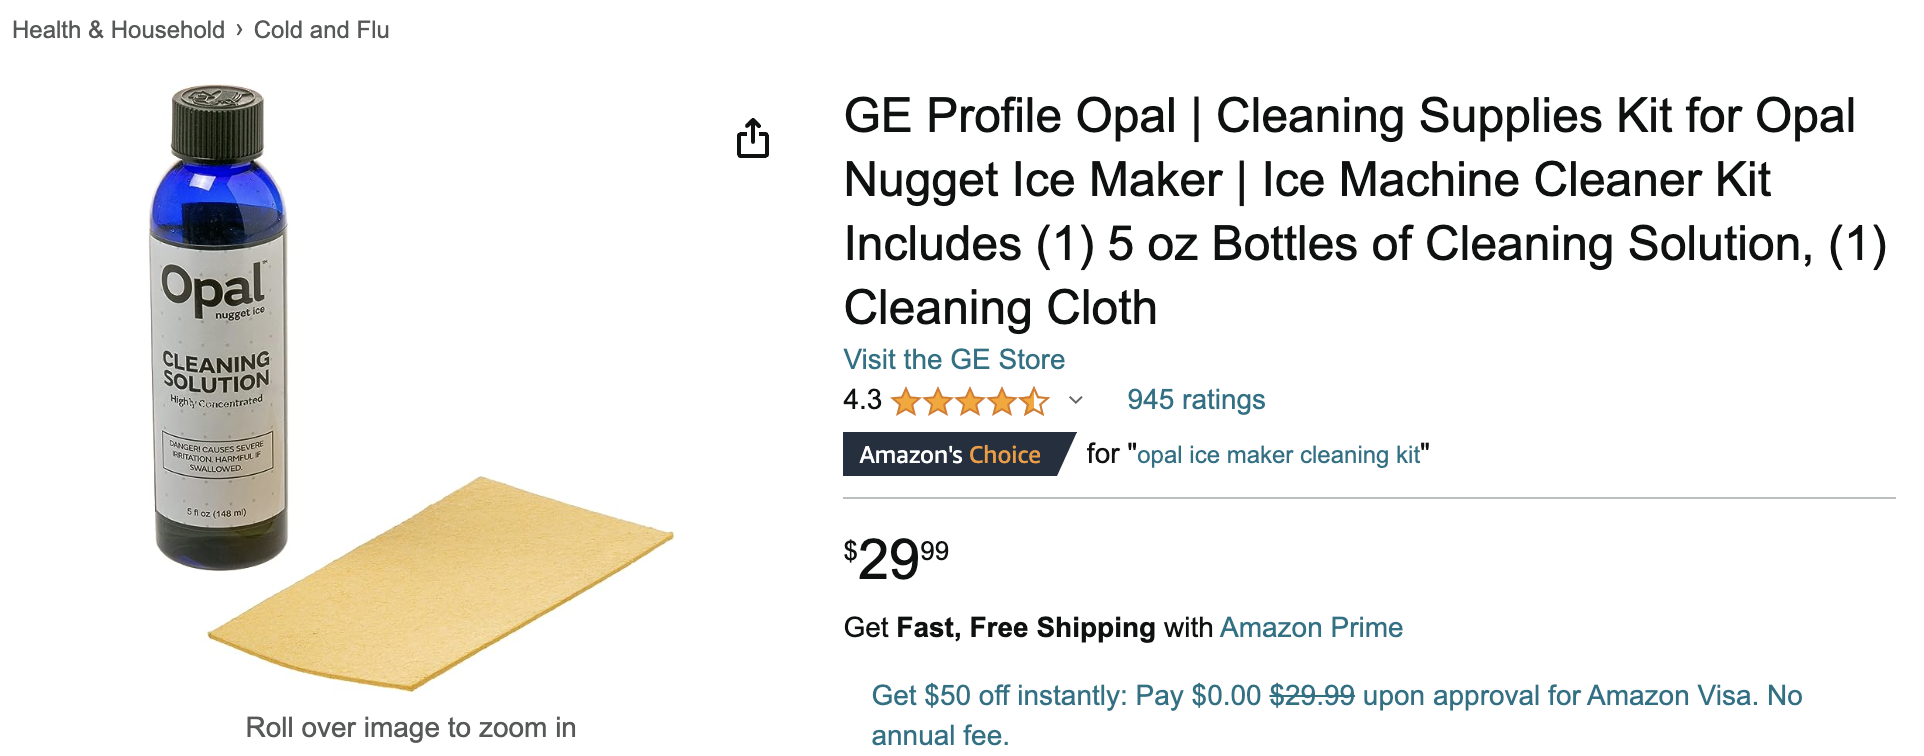 Health & Household › Cold and Flu
Opal™
nugget ice
CLEANING
SOLUTION
Highly Concentrated
DANGER! CAUSES SEVERE
IRRITATION. HARMFUL IF
SWALLOWED.
5 fl oz (148 ml)
Roll over image to zoom in
GE Profile Opal | Cleaning Supplies Kit for Opal
Nugget Ice Maker | Ice Machine Cleaner Kit
Includes (1) 5 oz Bottles of Cleaning Solution, (1)
Cleaning Cloth
Visit the GE Store
4.3 945 ratings
Amazon's Choice for "opal ice maker cleaning kit"
$29 99
Get Fast, Free Shipping with Amazon Prime
Get $50 off instantly: Pay $0.00 $29.99 upon approval for Amazon Visa. No
annual fee.